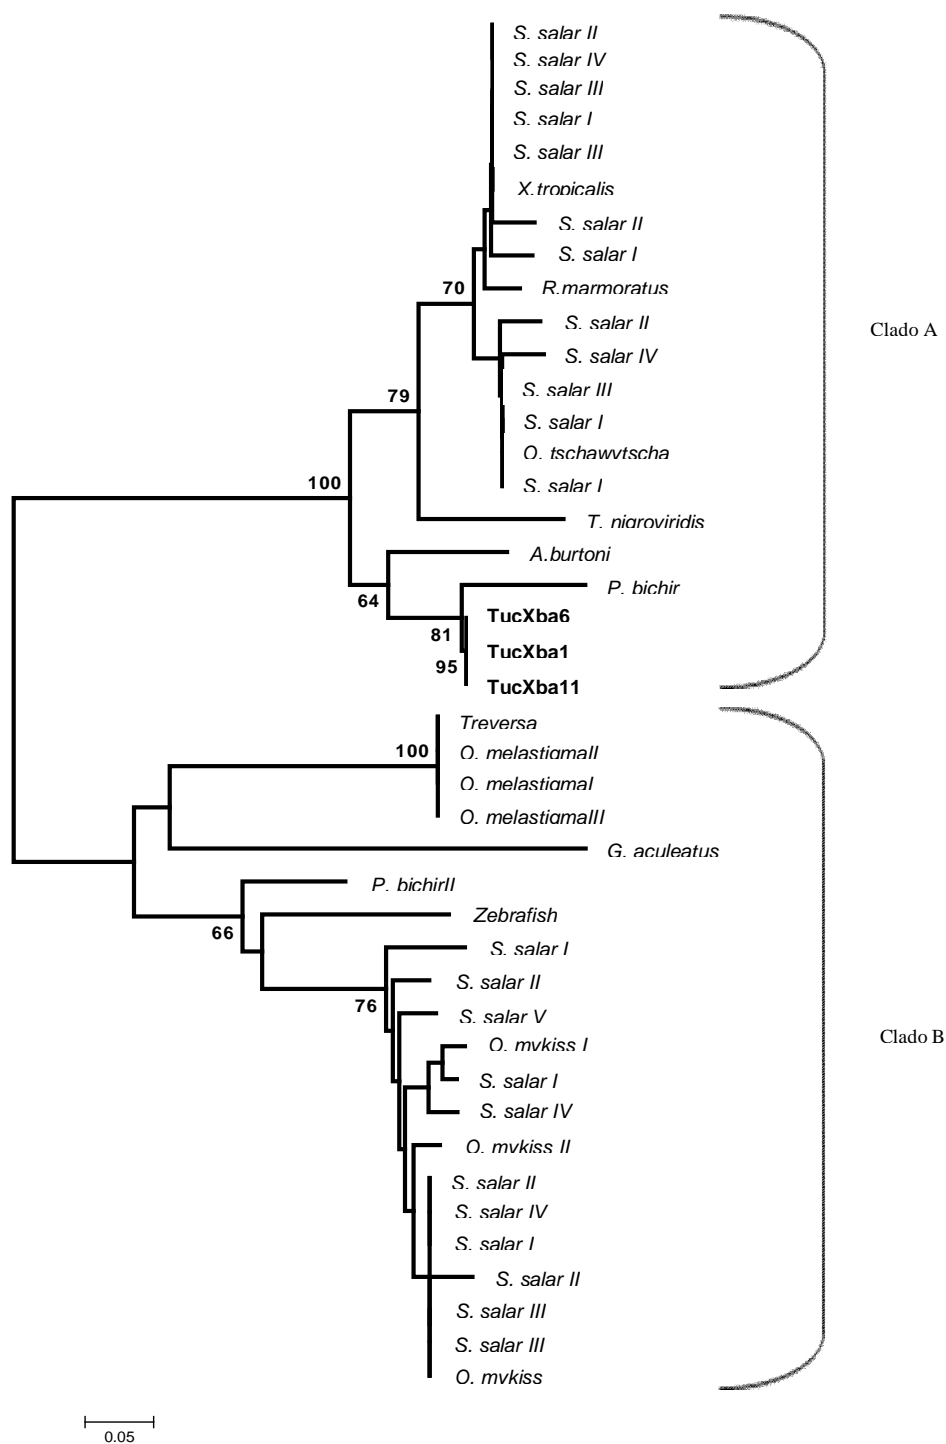 S. salar II
S. salar IV
S. salar III
S. salar I
S. salar III
X.tropicalis
S. salar II
S. salar I
R.marmoratus
70
S. salar II
Clado A
S. salar IV
S. salar III
79
S. salar I
O. tschawytscha
100
S. salar I
T. nigroviridis
A.burtoni
P. bichir
64
TucXba6
81
TucXba1
95
TucXba11
Treversa
100
O. melastigmaII
O. melastigmaI
O. melastigmaIII
G. aculeatus
P. bichirII
Zebrafish
66
S. salar I
S. salar II
76
S. salar V
Clado B
O. mykiss I
S. salar I
S. salar IV
O. mykiss II
S. salar II
S. salar IV
S. salar I
S. salar II
S. salar III
S. salar III
O. mykiss
0.05